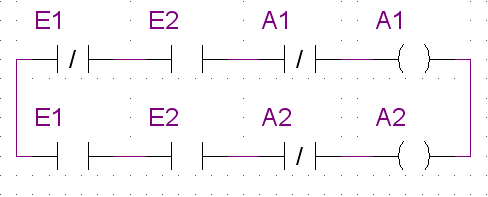 E1 E2 A1 A1
/ /
E1 E2 A2 A2
/